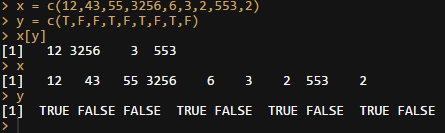 > x = c(12,43,55,3256,6,3,2,553,2)
> y = c(T,F,F,T,F,T,F,T,F)
> x[y]
[1]   12 3256    3  553
> x
[1]   12   43   55 3256    6    3    2  553    2
> y
[1]  TRUE FALSE FALSE  TRUE FALSE  TRUE FALSE  TRUE FALSE
>